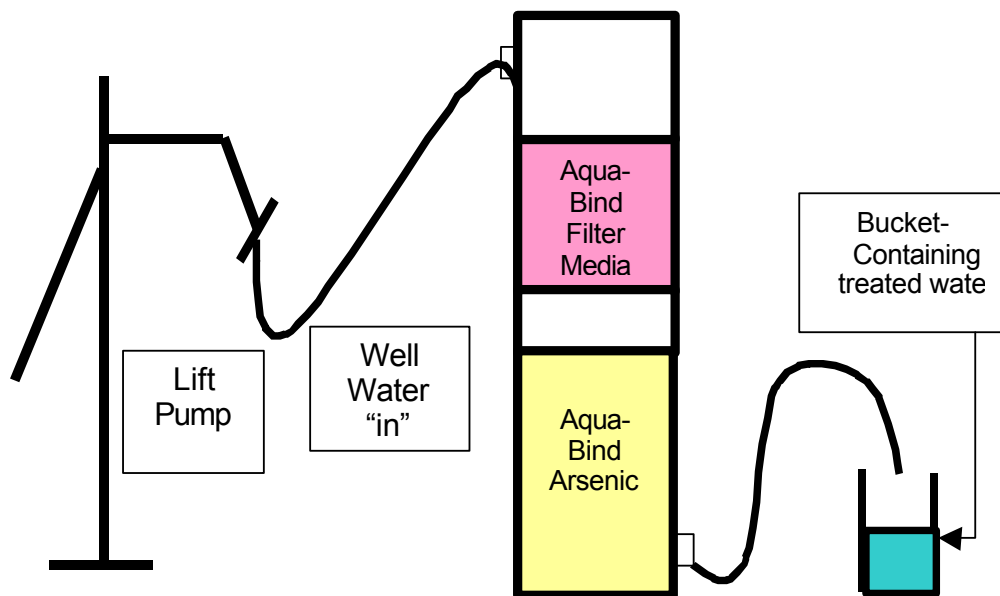 Lift
Pump
Well
Water
“in”
Aqua-
Bind
Filter
Media
Aqua-
Bind
Arsenic
Bucket-
Containing
treated wate